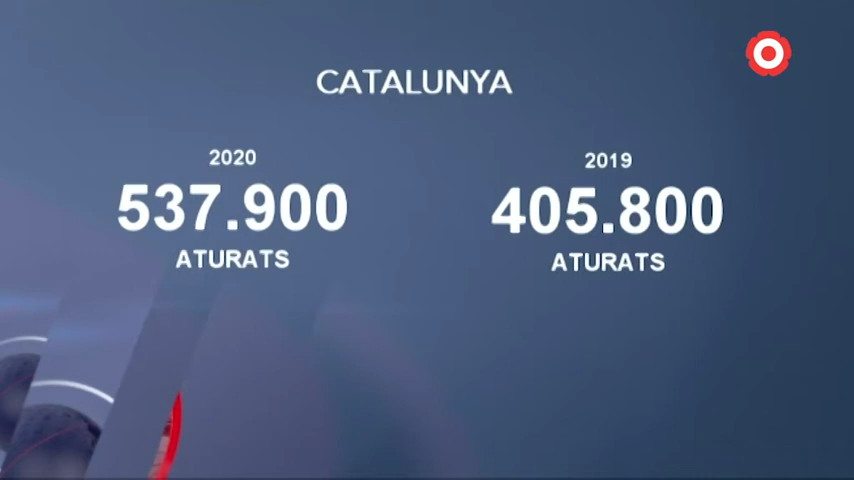 CATALUNYA
2020
537.900
ATURATS
2019
405.800
ATURATS